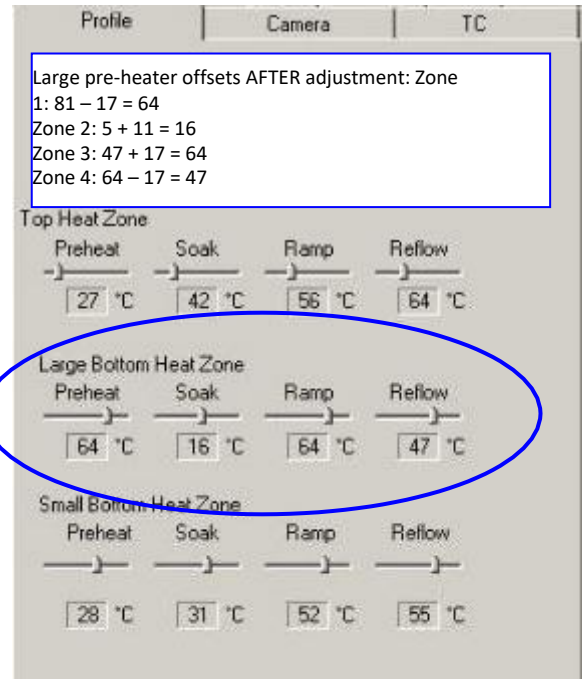 Profile Camera TC
Large pre-heater offsets AFTER adjustment: Zone
1: 81 – 17 = 64
Zone 2: 5 + 11 = 16
Zone 3: 47 + 17 = 64
Zone 4: 64 – 17 = 47
Top Heat Zone
Preheat Soak Ramp Reflow
27 °C 42 °C 56 °C 64 °C
Large Bottom Heat Zone
Preheat Soak Ramp Reflow
64 °C 16 °C 64 °C 47 °C
Small Bottom Heat Zone
Preheat Soak Ramp Reflow
28 °C 31 °C 52 °C 55 °C